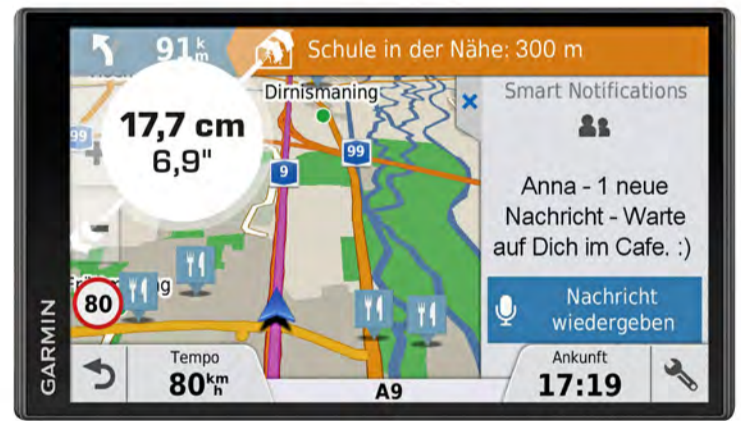 91 km
Schule in der Nähe: 300 m
Dirnismaning
17,7 cm
6,9"
99
99
9
Smart Notifications
Anna - 1 neue
Nachricht - Warte
auf Dich im Cafe. :)
80
Nachricht
wiedergeben
GARMIN
Tempo
80 km/h
A9
Ankunft
17:19